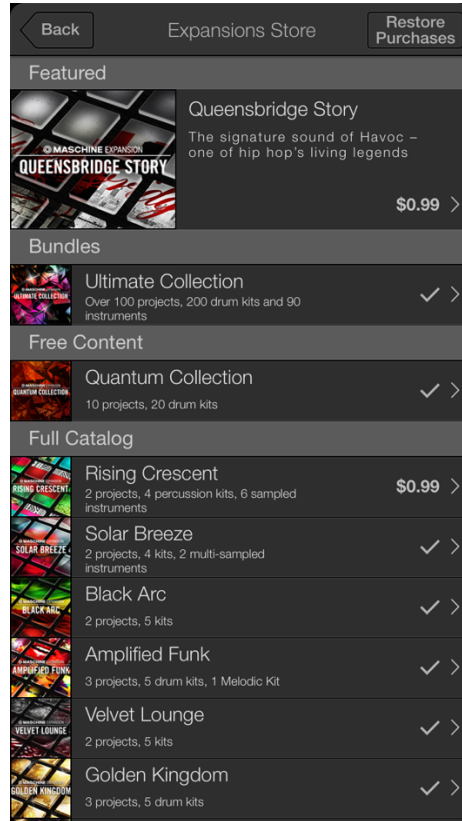 Back
Expansions Store
Restore
Purchases
Featured
MASCHINE EXPANSION
QUEENSBRIDGE STORY
Queensbridge Story
The signature sound of Havoc –
one of hip hop's living legends
$0.99
Bundles
ULTIMATE COLLECTION
Ultimate Collection
Over 100 projects, 200 drum kits and 90
instruments
Free Content
QUANTUM COLLECTION
Quantum Collection
10 projects, 20 drum kits
Full Catalog
RISING CRESCENT
Rising Crescent
2 projects, 4 percussion kits, 6 sampled
instruments
$0.99
SOLAR BREEZE
Solar Breeze
2 projects, 4 kits, 2 multi-sampled
instruments
BLACK ARC
Black Arc
2 projects, 5 kits
AMPLIFIED FUNK
Amplified Funk
3 projects, 5 drum kits, 1 Melodic Kit
VELVET LOUNGE
Velvet Lounge
2 projects, 5 kits
GOLDEN KINGDOM
Golden Kingdom
3 projects, 5 drum kits